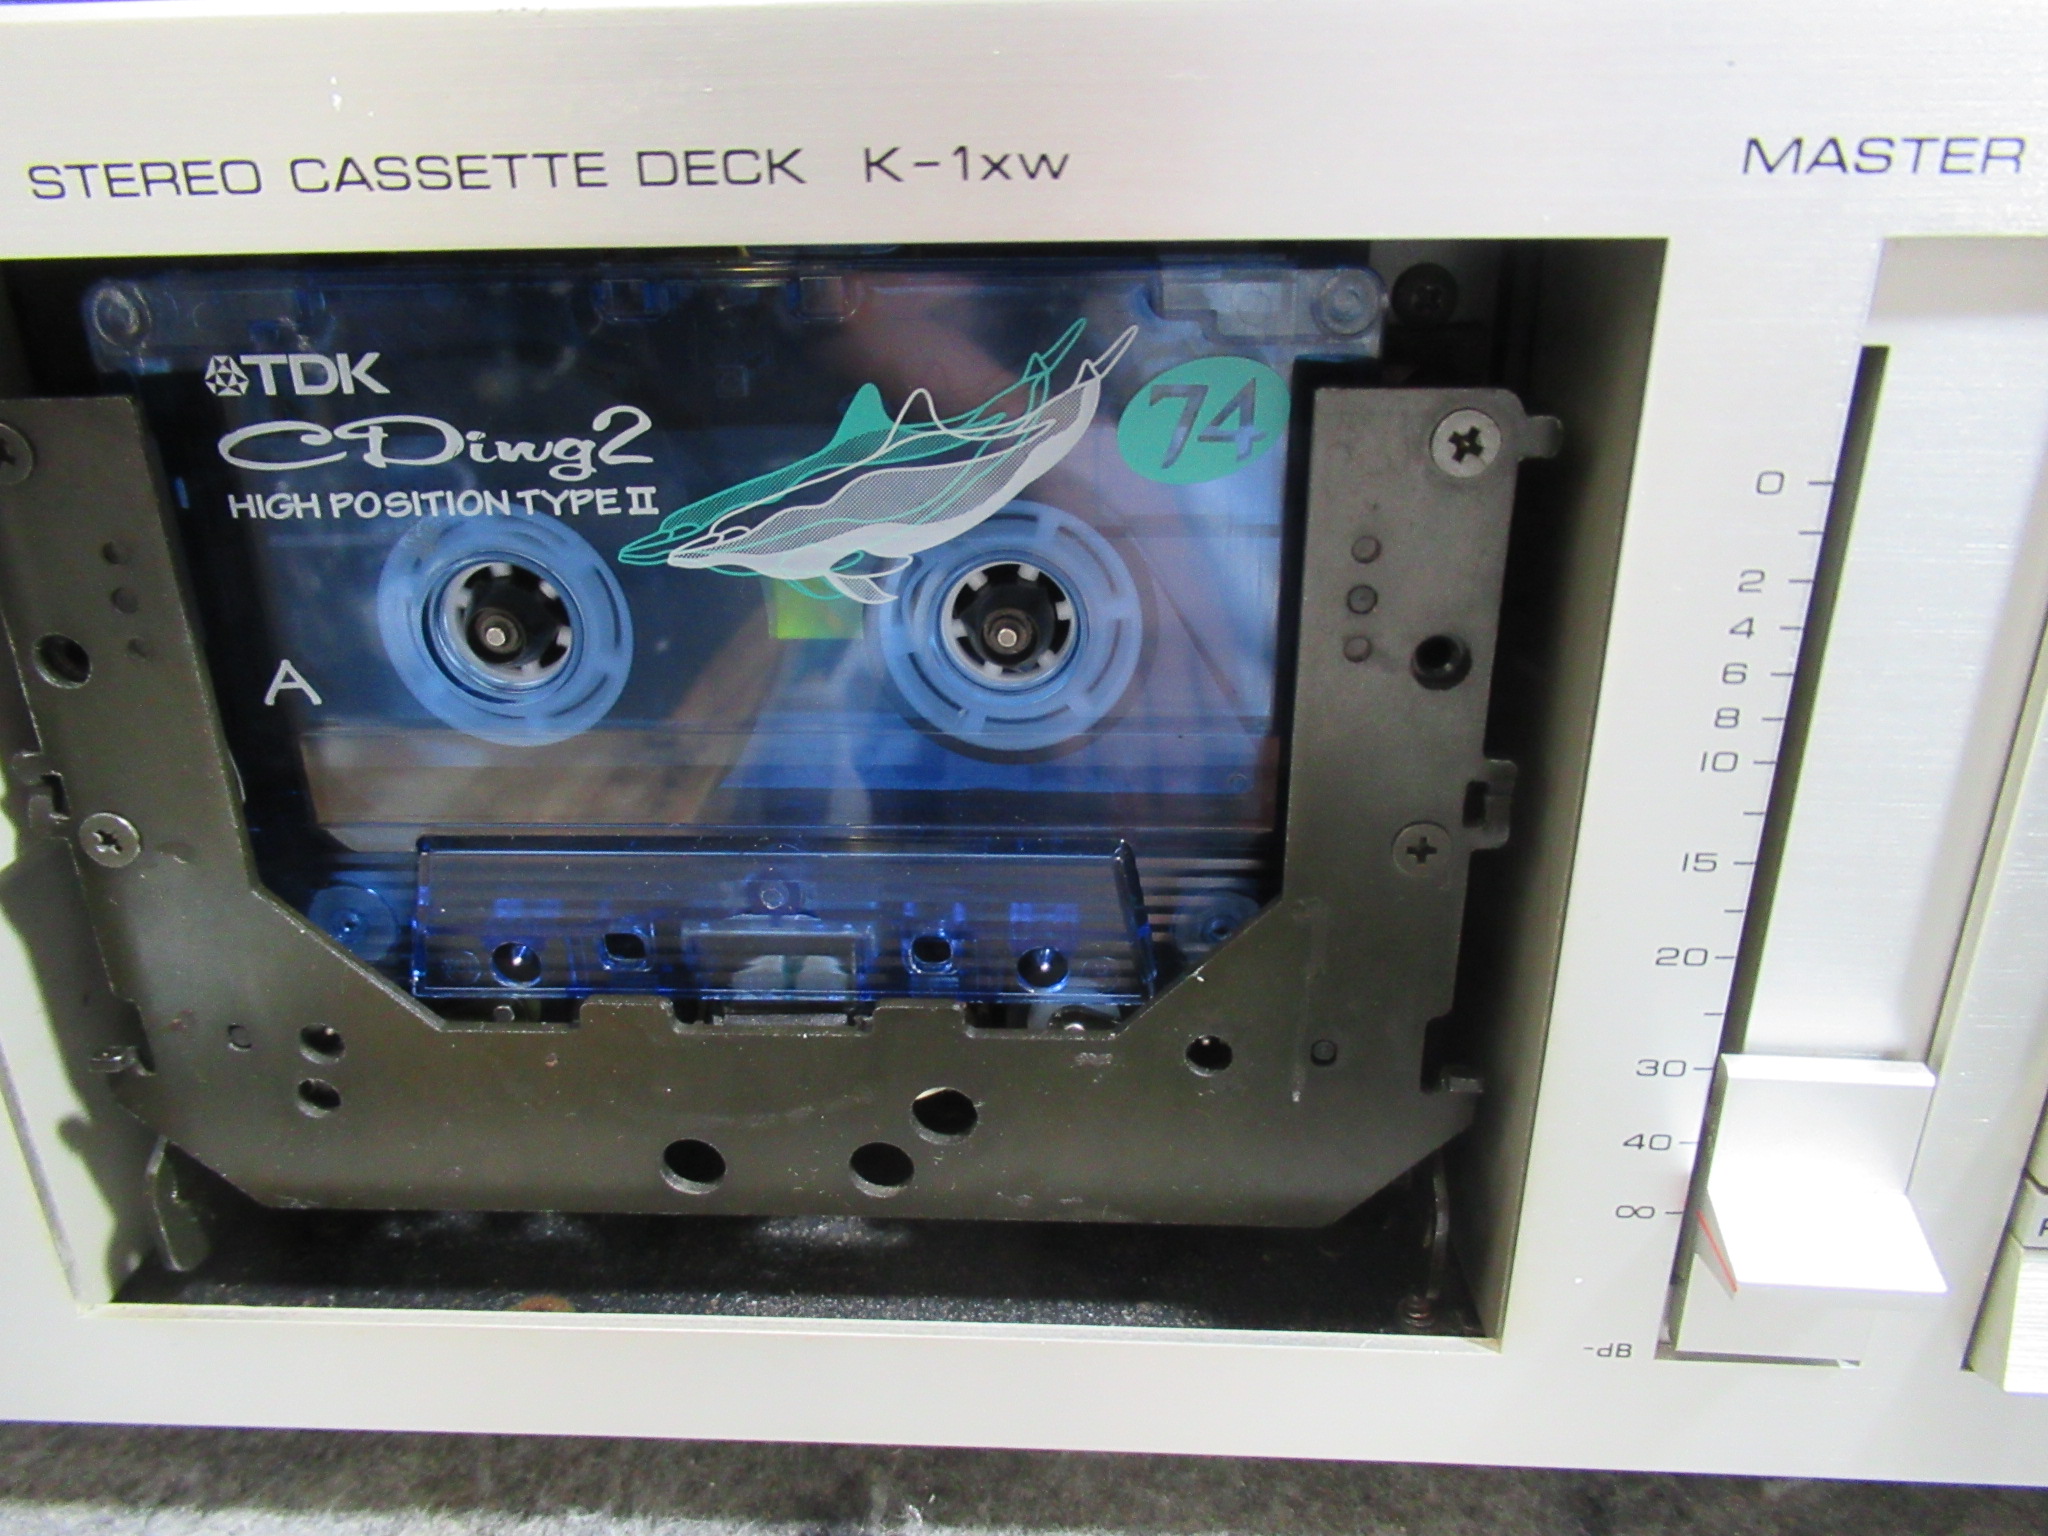 STEREO CASSETTE DECK K-1xw
MASTER
TDK
CDing2
HIGH POSITION TYPE II
74
A
0
2
4
6
8
10
15
20
30
40
∞
-dB